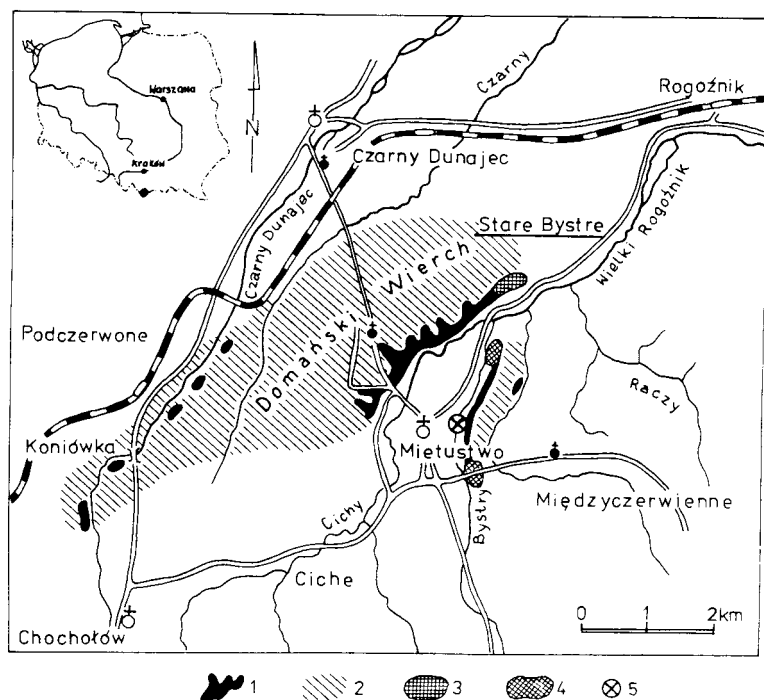 Warszawa
Kraków
N
Czarny
Rogoźnik
Czarny Dunajec
Czarny Dunajec
Stare Bystre
Wielki Rogoźnik
Podczerwone
Domański Wierch
Raczy
Koniówka
Mietustwo
Bystry
Międzyczerwienne
Cichy
Ciche
Chochołów
0 1 2km
1 2 3 4 5